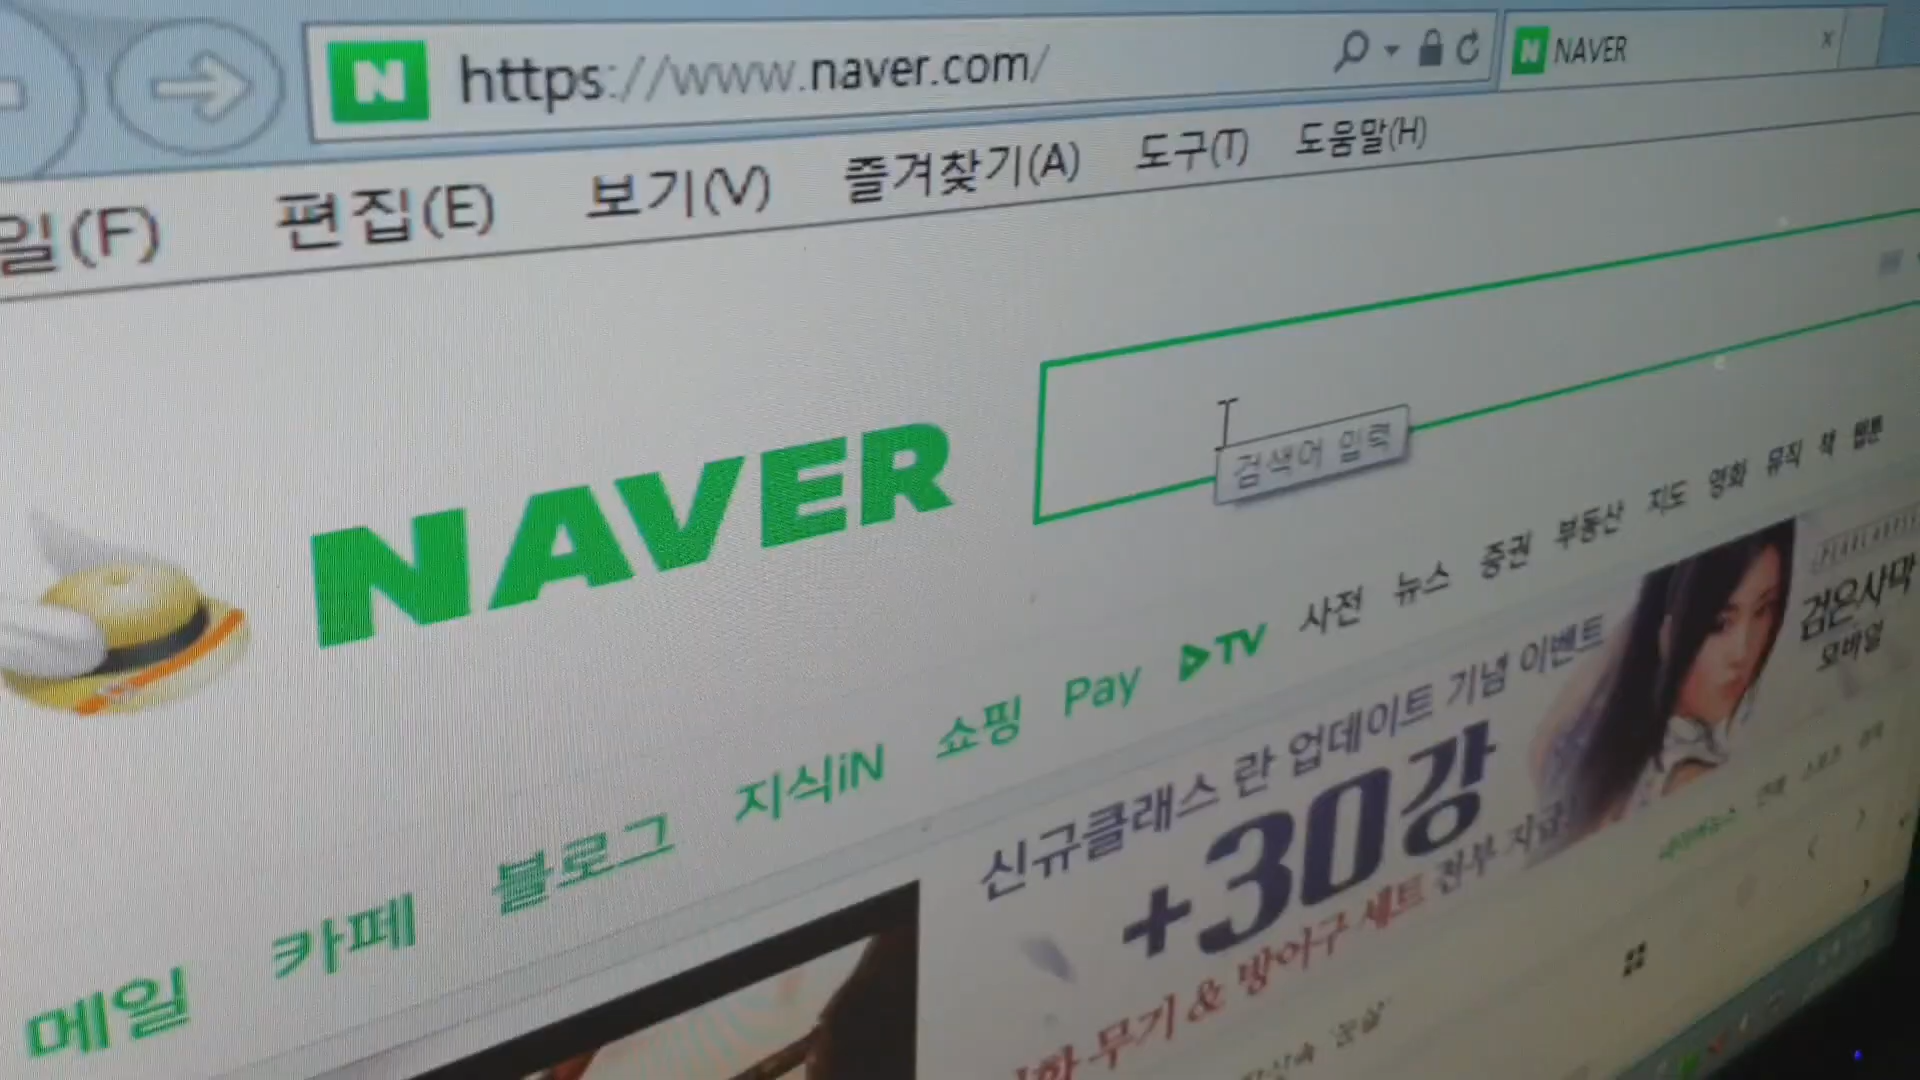 https://www.naver.com/
NAVER
일(F) 편집(E) 보기(V) 즐겨찾기(A) 도구(T) 도움말(H)
NAVER
검색어 입력
메일 카페 블로그 지식iN 쇼핑 Pay TV 사전 뉴스 증권 부동산 지도 영화 뮤직 책 웹툰
신규클래스 란 업데이트 기념 이벤트
+30강
무기 & 방어구 세트 전부 지급!
검은사막
모바일